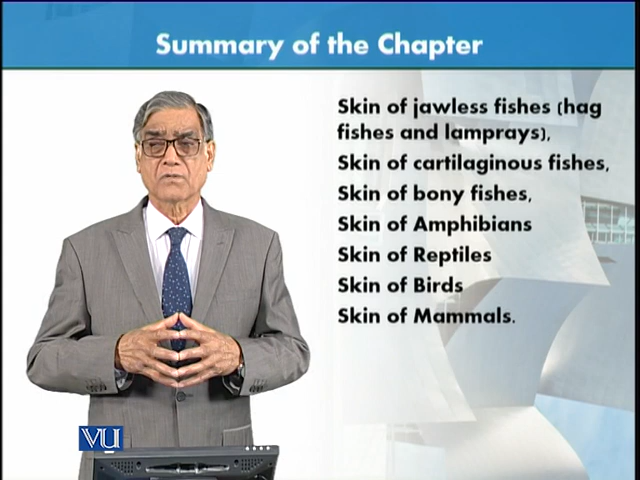 Summary of the Chapter
Skin of jawless fishes (hag
fishes and lamprays),
Skin of cartilaginous fishes,
Skin of bony fishes,
Skin of Amphibians
Skin of Reptiles
Skin of Birds
Skin of Mammals.
VU